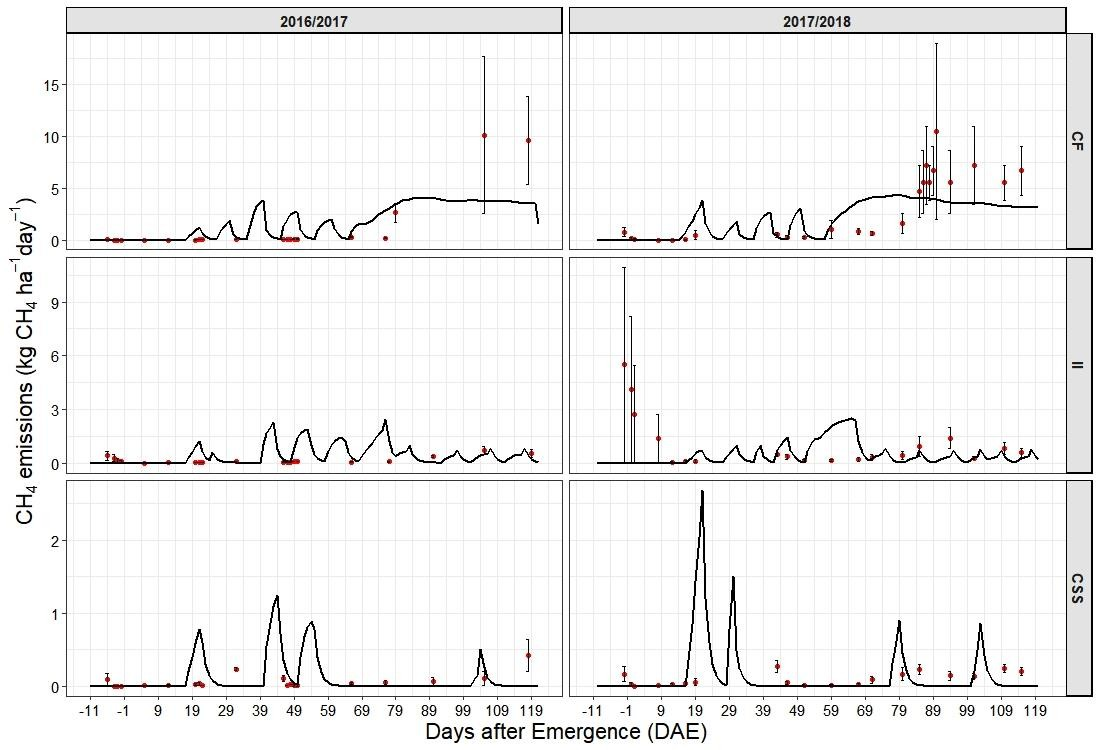 2016/2017
2017/2018
15
10
5
0
CF
9
6
3
0
II
2
1
0
CSS
CH₄ emissions (kg CH₄ ha⁻¹day⁻¹)
-11 -1 9 19 29 39 49 59 69 79 89 99 109 119
-11 -1 9 19 29 39 49 59 69 79 89 99 109 119
Days after Emergence (DAE)